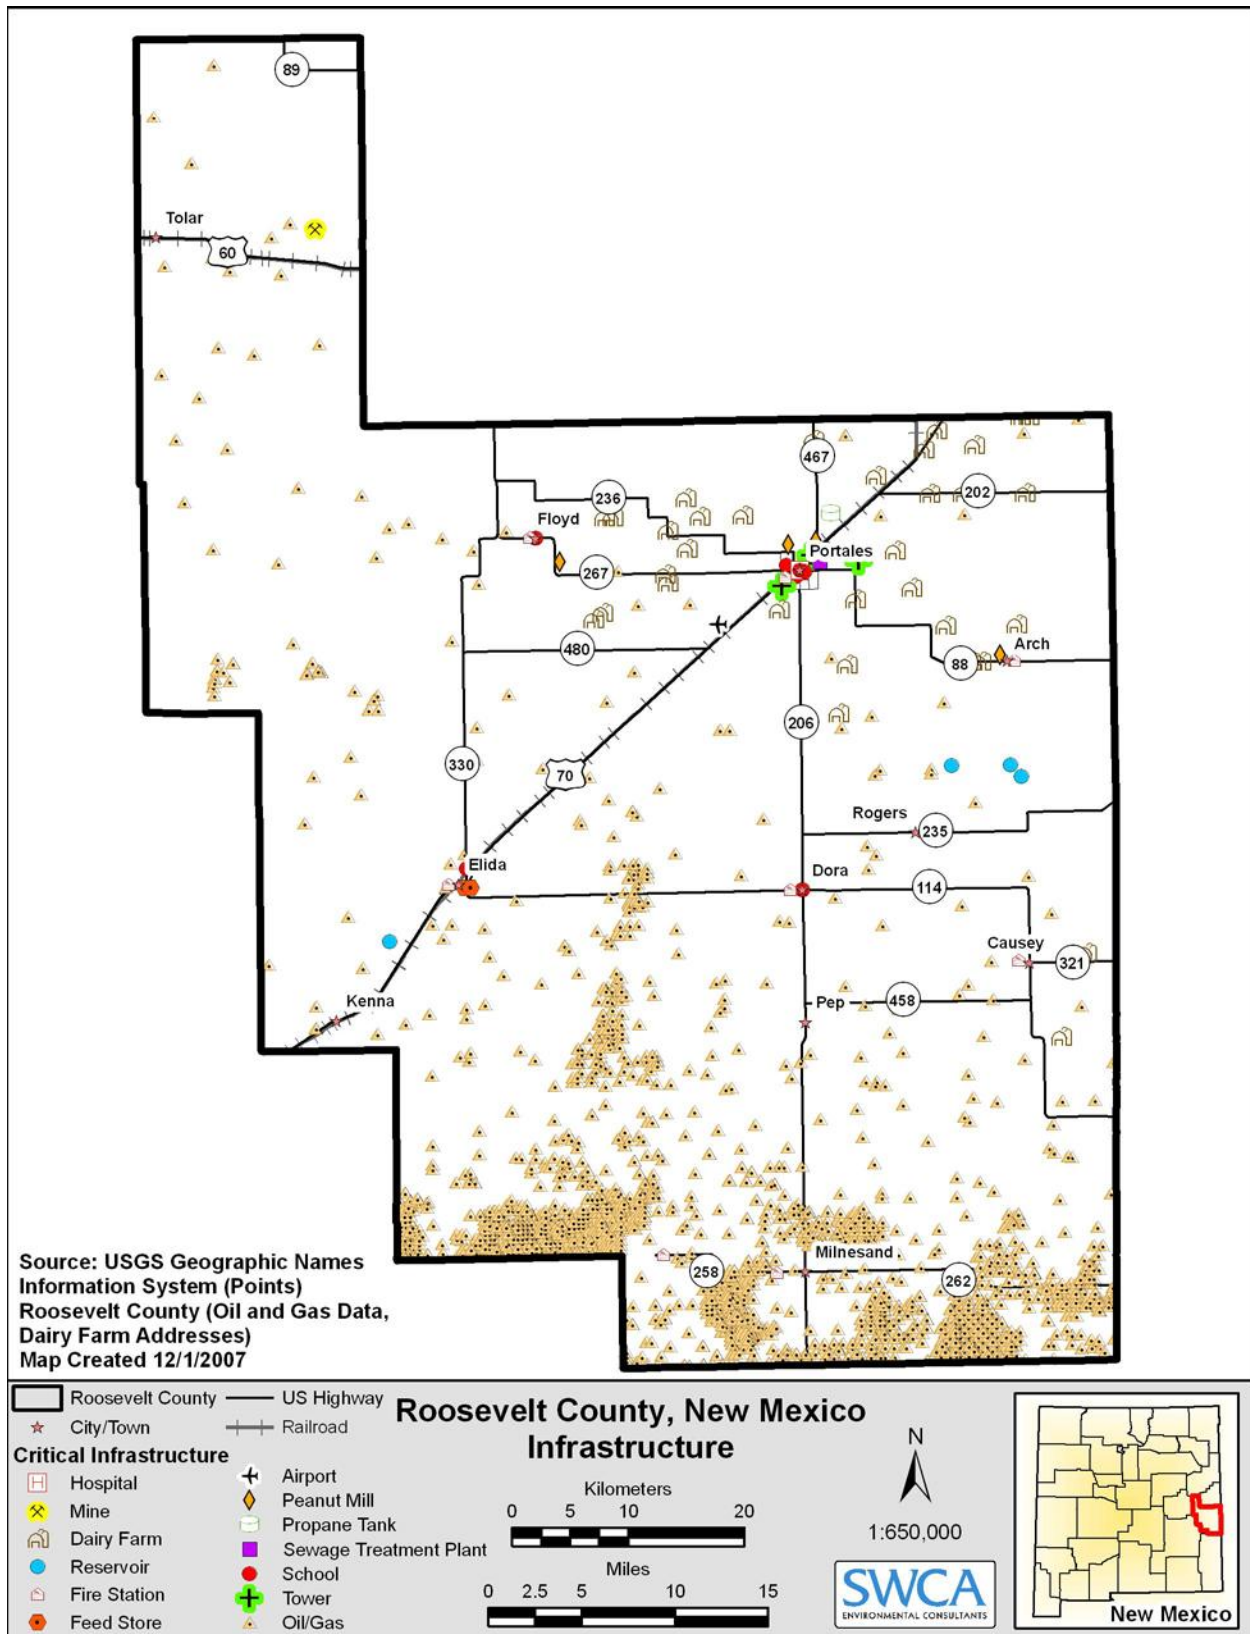 89
Tolar
60
467
236
202
Floyd
Portales
267
480
Arch
88
206
330
70
Rogers
235
Elida
Dora
114
Causey
321
Kenna
Pep
458
Milnesand
258
262
Source: USGS Geographic Names
Information System (Points)
Roosevelt County (Oil and Gas Data,
Dairy Farm Addresses)
Map Created 12/1/2007
Roosevelt County
US Highway
City/Town
Railroad
Critical Infrastructure
Hospital
Mine
Dairy Farm
Reservoir
Fire Station
Feed Store
Airport
Peanut Mill
Propane Tank
Sewage Treatment Plant
School
Tower
Oil/Gas
Roosevelt County, New Mexico
Infrastructure
Kilometers
0 5 10 20
Miles
0 2.5 5 10 15
N
1:650,000
SWCA
ENVIRONMENTAL CONSULTANTS
New Mexico